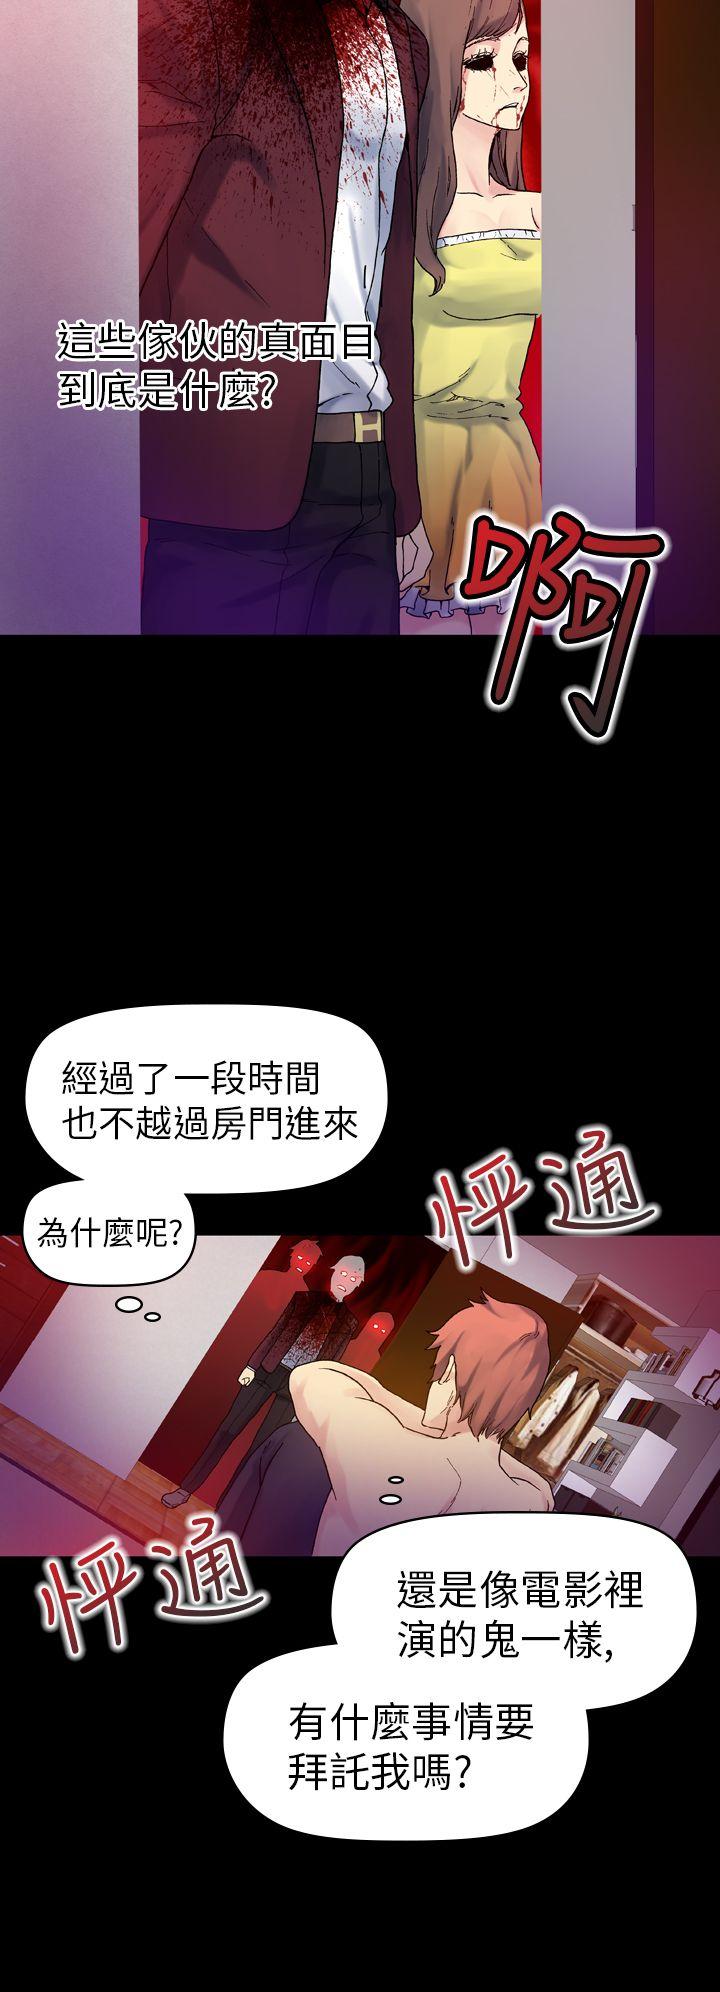 這些傢伙的真面目
到底是什麼?
啊
經過了一段時間
也不越過房門進來
為什麼呢?
怦通
怦通
還是像電影裡
演的鬼一樣,
有什麼事情要
拜託我嗎?